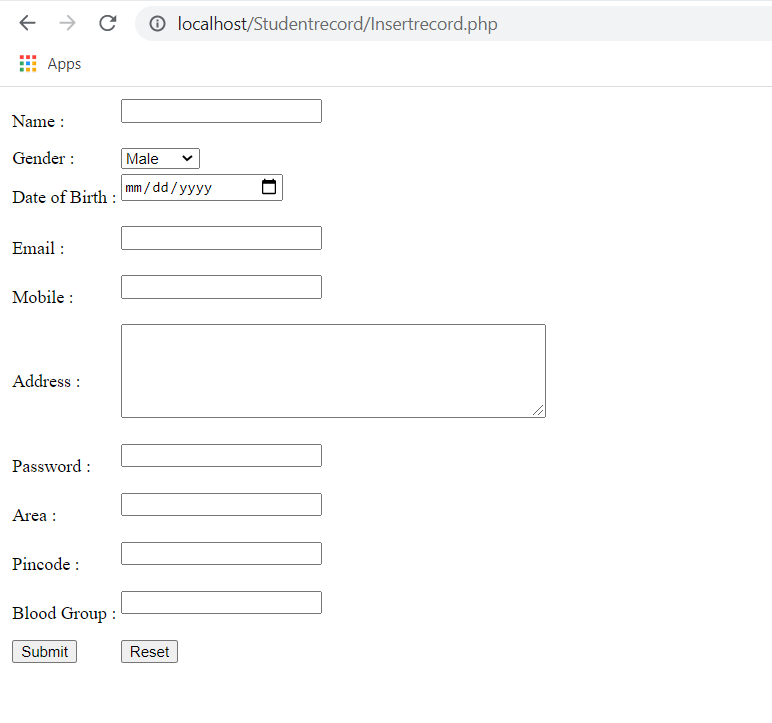 localhost/Studentrecord/Insertrecord.php
Apps
Name :
Gender : Male
Date of Birth : mm/dd/yyyy
Email :
Mobile :
Address :
Password :
Area :
Pincode :
Blood Group :
Submit Reset